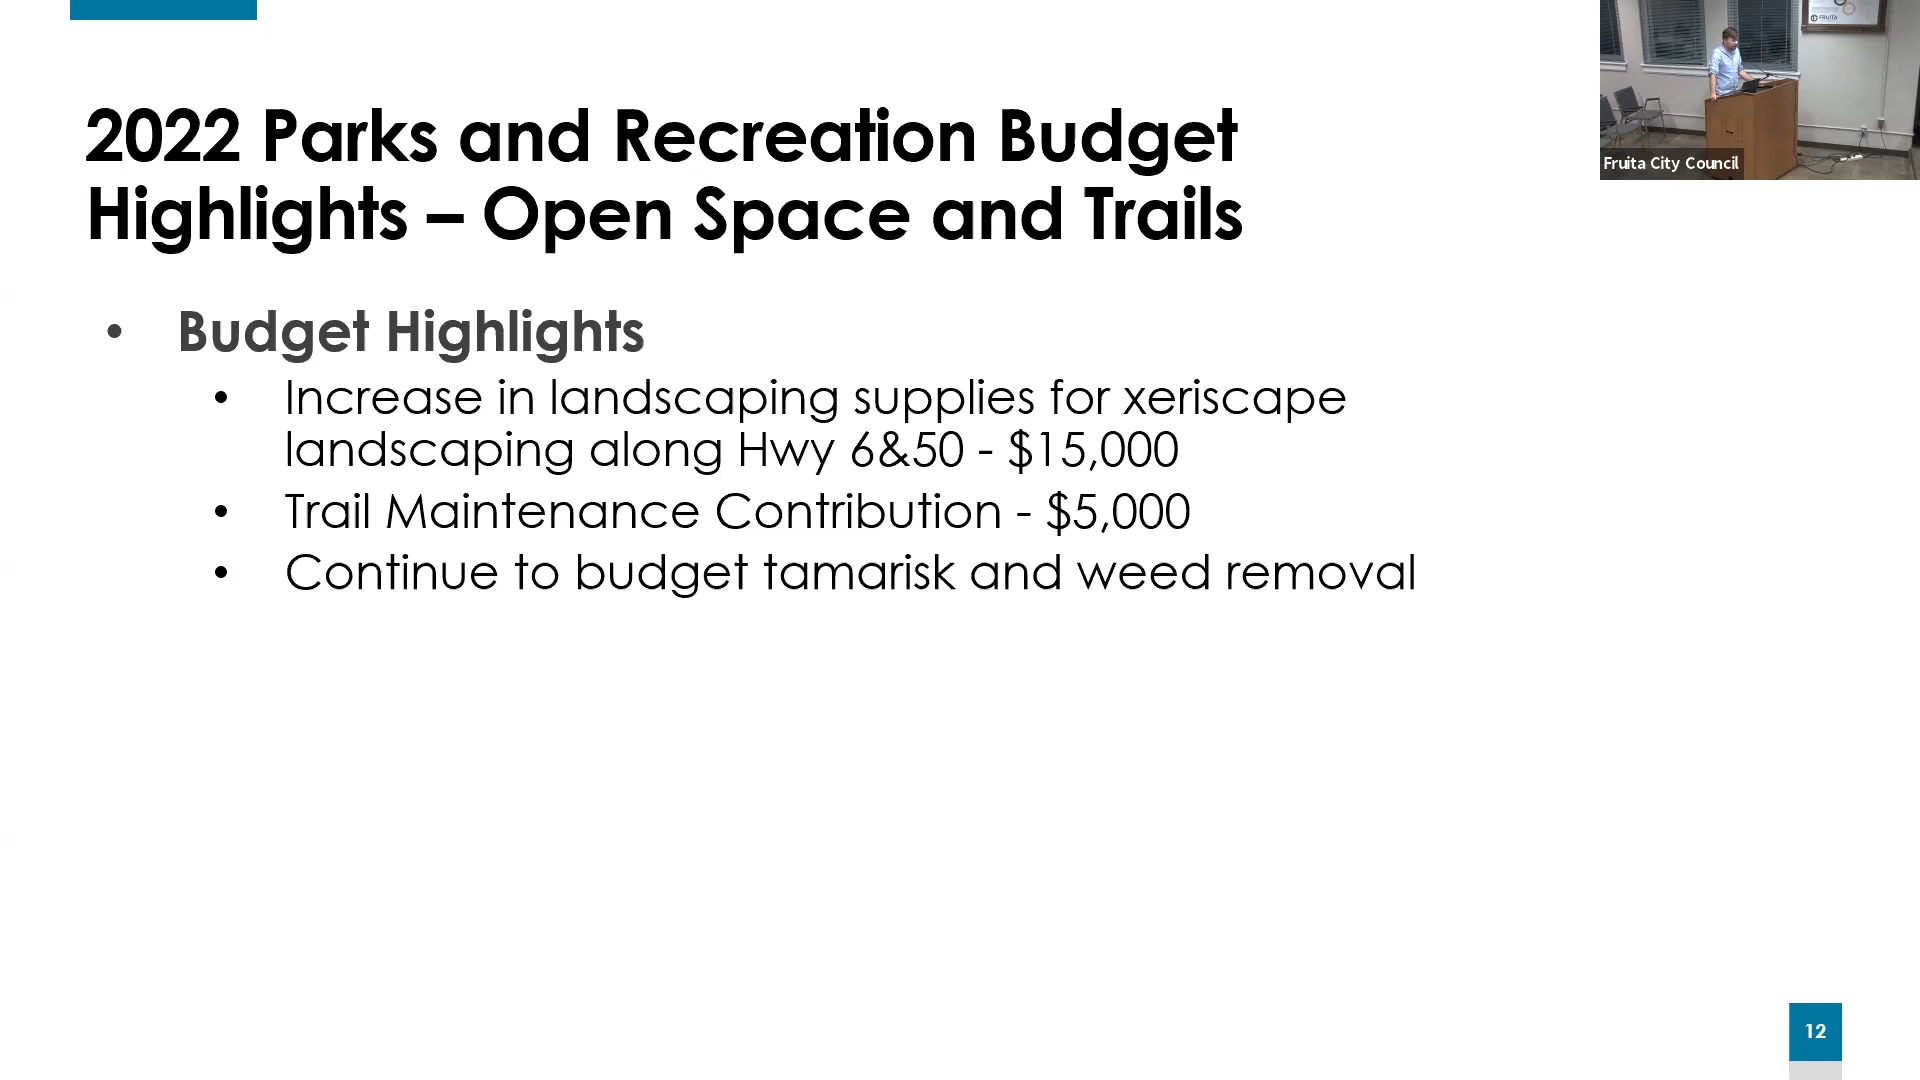 2022 Parks and Recreation Budget
Highlights – Open Space and Trails
• Budget Highlights
• Increase in landscaping supplies for xeriscape
landscaping along Hwy 6&50 - $15,000
• Trail Maintenance Contribution - $5,000
• Continue to budget tamarisk and weed removal
FRUITA
Fruita City Council
12